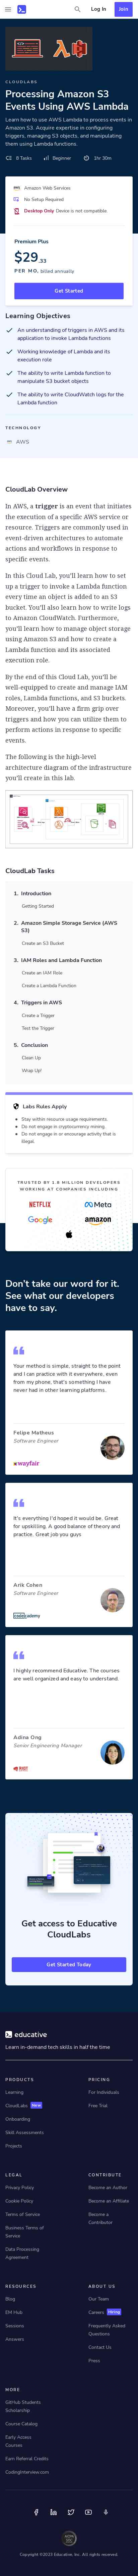 Log In
Join
CLOUDLABS
Processing Amazon S3
Events Using AWS Lambda
Learn how to use AWS Lambda to process events in
an Amazon S3. Acquire expertise in configuring
triggers, mapping S3 objects, and manipulating
them using Lambda functions.
8 Tasks
Beginner
1hr 30m
Amazon Web Services
No Setup Required
Desktop Only Device is not compatible
Premium Plus
$29.33
PER MO, billed annually
Get Started
Learning Objectives
An understanding of triggers on AWS and its
application to invoke Lambda functions
Working knowledge of Lambda and its
execution role
The ability to write Lambda function to
manipulate S3 bucket objects
The ability to write CloudWatch logs for the
Lambda function
TECHNOLOGY
AWS
CloudLab Overview
In AWS, a trigger is an event that initiates
the execution of a specific AWS service or
resource. Triggers are commonly used in
event-driven architectures to automate
tasks and workflows in response to
specific events.
In this Cloud Lab, you'll learn how to set
up a trigger to invoke a Lambda function
every time an object is added to an S3
bucket. You'll also learn how to write logs
to Amazon CloudWatch. Furthermore,
you'll learn to manipulate object storage
using Amazon S3 and how to create a
Lambda function and its associated
execution role.
By the end of this Cloud Lab, you'll be
well-equipped to create and manage IAM
roles, Lambda functions, and S3 buckets.
Moreover, you'll have a firm grip over
event sources and how you can use them to
perform actions in response to specific
events.
The following is the high-level
architecture diagram of the infrastructure
you'll create in this lab:
CloudLab Tasks
1. Introduction
Getting Started
2. Amazon Simple Storage Service (AWS
S3)
Create an S3 Bucket
3. IAM Roles and Lambda Function
Create an IAM Role
Create a Lambda Function
4. Triggers in AWS
Create a Trigger
Test the Trigger
5. Conclusion
Clean Up
Wrap Up!
Labs Rules Apply
Stay within resource usage requirements.
Do not engage in cryptocurrency mining.
Do not engage in or encourage activity that is
illegal.
TRUSTED BY 1.8 MILLION DEVELOPERS
WORKING AT COMPANIES INCLUDING
NETFLIX
Meta
Google
amazon
Don't take our word for it.
See what our developers
have to say.
Your method is simple, straight to the point
and I can practice with it everywhere, even
from my phone, that's something I have
never had in other learning platforms.
Felipe Matheus
Software Engineer
wayfair
It's everything I'd hoped it would be. Great
for upskilling. A good balance of theory and
practice. Great job you guys
Arik Cohen
Software Engineer
codecademy
I highly recommend Educative. The courses
are well organized and easy to understand.
Adina Ong
Senior Engineering Manager
Get access to Educative
CloudLabs
Get Started Today
educative
Learn in-demand tech skills in half the time
PRODUCTS
Learning
CloudLabs New
Onboarding
Skill Assessments
Projects
PRICING
For Individuals
Free Trial
LEGAL
Privacy Policy
Cookie Policy
Terms of Service
Business Terms of
Service
Data Processing
Agreement
CONTRIBUTE
Become an Author
Become an Affiliate
Become a
Contributor
RESOURCES
Blog
EM Hub
Sessions
Answers
ABOUT US
Our Team
Careers Hiring
Frequently Asked
Questions
Contact Us
Press
MORE
GitHub Students
Scholarship
Course Catalog
Early Access
Courses
Earn Referral Credits
CodingInterview.com
Copyright ©2023 Educative, Inc. All rights reserved.